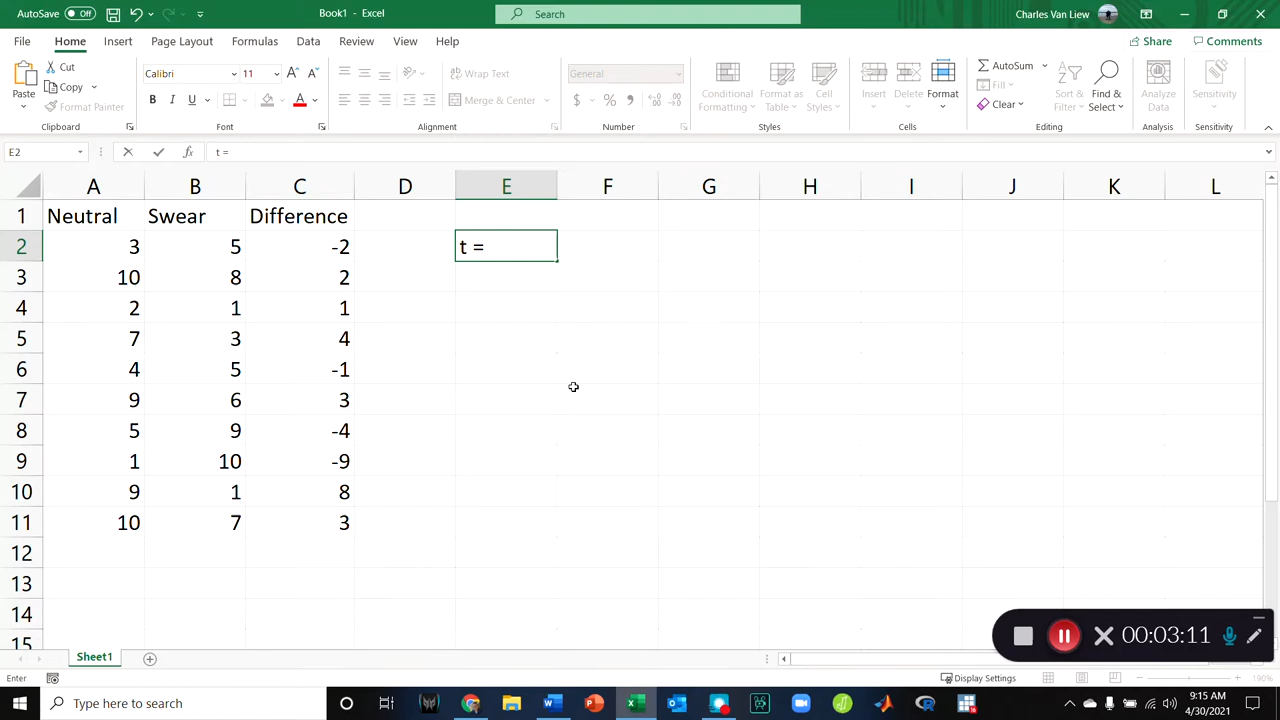 AutoSave Off Book1 - Excel Search Charles Van Liew
File Home Insert Page Layout Formulas Data Review View Help Share Comments
Paste Cut Copy Format Painter Clipboard
Calibri 11 A A B I U A Font
Wrap Text Merge & Center Alignment
General $ % , Number
Conditional Formatting Format as Table Cell Styles Styles
Insert Delete Format Cells
AutoSum Fill Clear Sort & Filter Find & Select Editing
Analyze Data Analysis
Sensitivity Sensitivity
E2 fx t =
A B C D E F G H I J K L
1 Neutral Swear Difference
2 3 5 -2 t =
3 10 8 2
4 2 1 1
5 7 3 4
6 4 5 -1
7 9 6 3
8 5 9 -4
9 1 10 -9
10 9 1 8
11 10 7 3
12
13
14
15
00:03:11
Sheet1
Enter Display Settings 190%
Type here to search 9:15 AM
4/30/2021